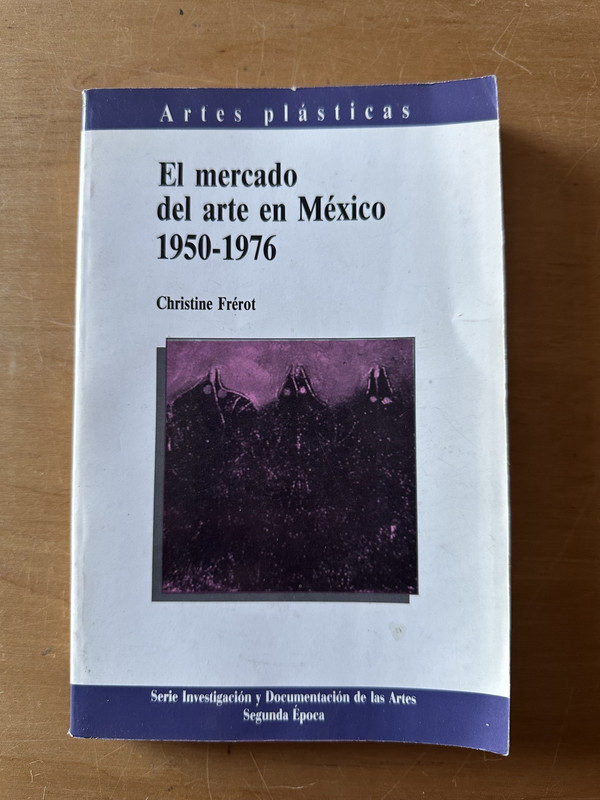 Artes plásticas
El mercado
del arte en México
1950-1976
Christine Frérot
Serie Investigación y Documentación de las Artes
Segunda Época